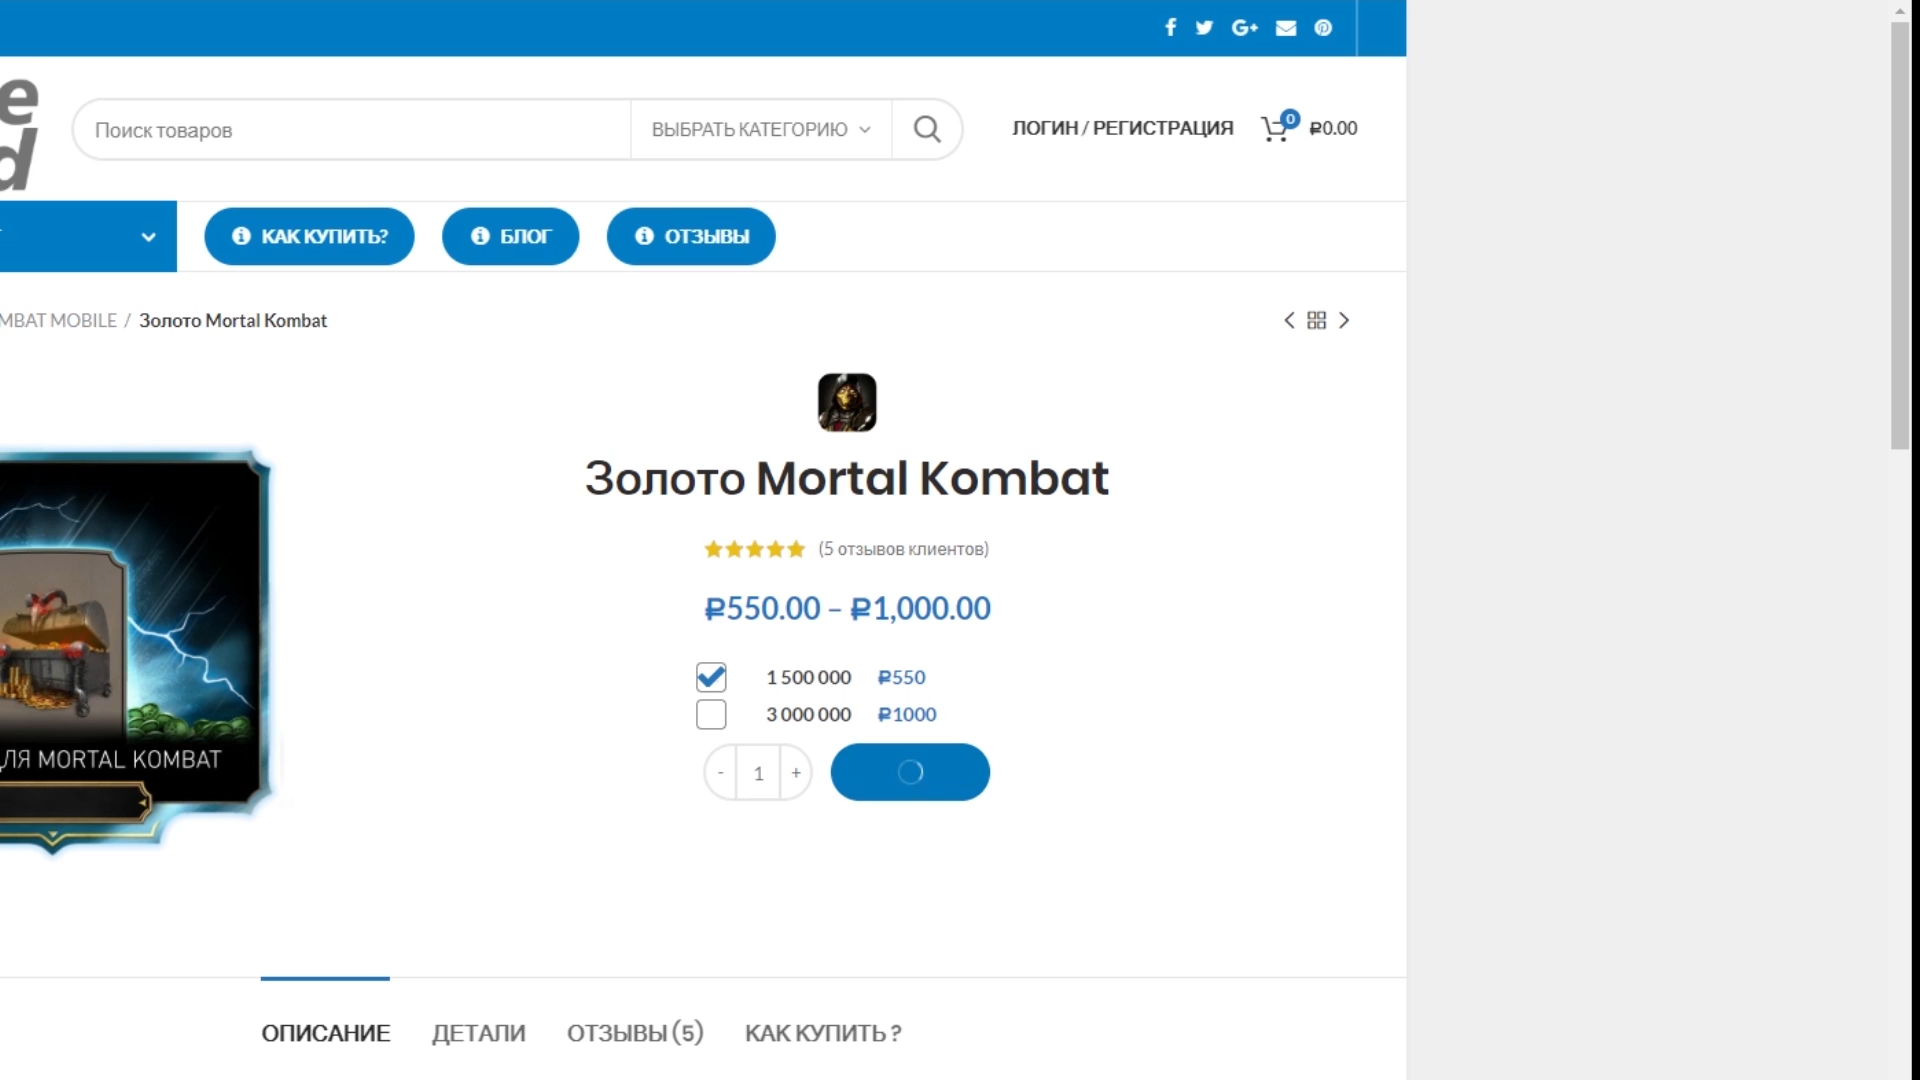 e
d
Поиск товаров
ВЫБРАТЬ КАТЕГОРИЮ
ЛОГИН / РЕГИСТРАЦИЯ
0
₽0.00
КАК КУПИТЬ?
БЛОГ
ОТЗЫВЫ
MBAT MOBILE / Золото Mortal Kombat
Золото Mortal Kombat
(5 отзывов клиентов)
₽550.00 – ₽1,000.00
1 500 000 ₽550
3 000 000 ₽1000
- 1 +
ДЛЯ MORTAL KOMBAT
ОПИСАНИЕ
ДЕТАЛИ
ОТЗЫВЫ (5)
КАК КУПИТЬ ?